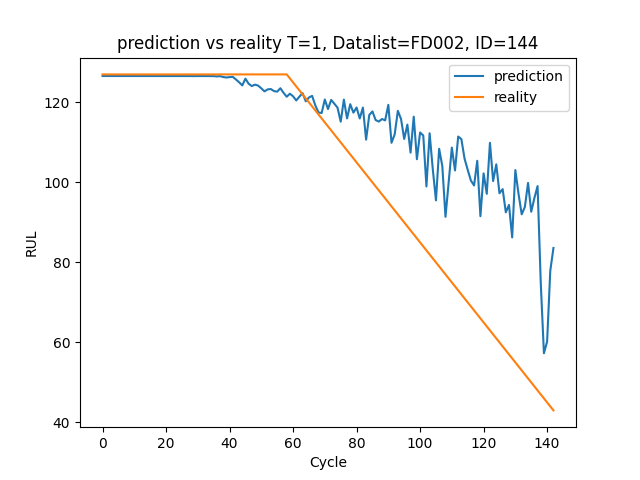 prediction vs reality T=1, Datalist=FD002, ID=144
prediction
reality
RUL
120
100
80
60
40
0 20 40 60 80 100 120 140
Cycle